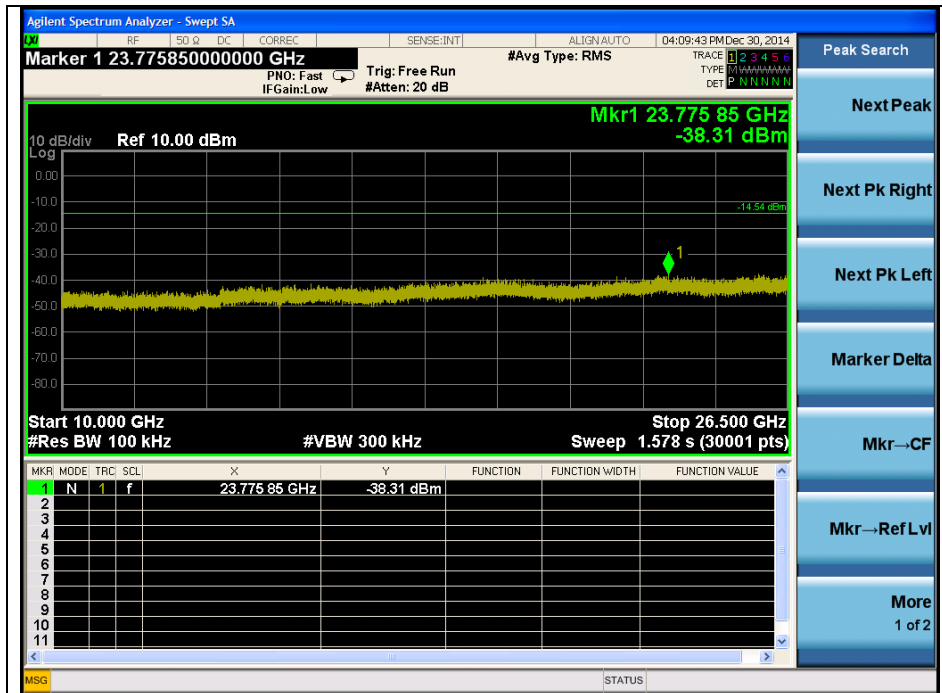 Agilent Spectrum Analyzer - Swept SA
LXI RF 50 Ω DC CORREC SENSE:INT ALIGN AUTO 04:09:43 PM Dec 30, 2014
Marker 1 23.775850000000 GHz
PNO: Fast
IFGain:Low
Trig: Free Run
#Atten: 20 dB
#Avg Type: RMS
TRACE 1 2 3 4 5 6
TYPE MWWWWW
DET P N N N N N
Peak Search
Mkr1 23.775 85 GHz
-38.31 dBm
10 dB/div Ref 10.00 dBm
Log
0.00
-10.0
-20.0
-30.0
-40.0
-50.0
-60.0
-70.0
-80.0
-14.54 dBm
1
Start 10.000 GHz Stop 26.500 GHz
#Res BW 100 kHz #VBW 300 kHz Sweep 1.578 s (30001 pts)
MKR MODE TRC SCL X Y FUNCTION FUNCTION WIDTH FUNCTION VALUE
1 N 1 f 23.775 85 GHz -38.31 dBm
2
3
4
5
6
7
8
9
10
11
Next Peak
Next Pk Right
Next Pk Left
Marker Delta
Mkr→CF
Mkr→Ref Lvl
More
1 of 2
MSG STATUS